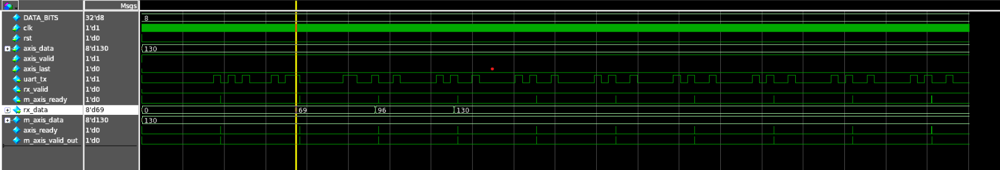 Msgs
DATA_BITS 32'd8 8
clk 1'd1
rst 1'd0
axis_data 8'd130 130
axis_valid 1'd1
axis_last 1'd0
uart_tx 1'd1
rx_valid 1'd0
m_axis_ready 1'd0
rx_data 8'd69 0 69 96 130
m_axis_data 8'd130 130
axis_ready 1'd0
m_axis_valid_out 1'd0